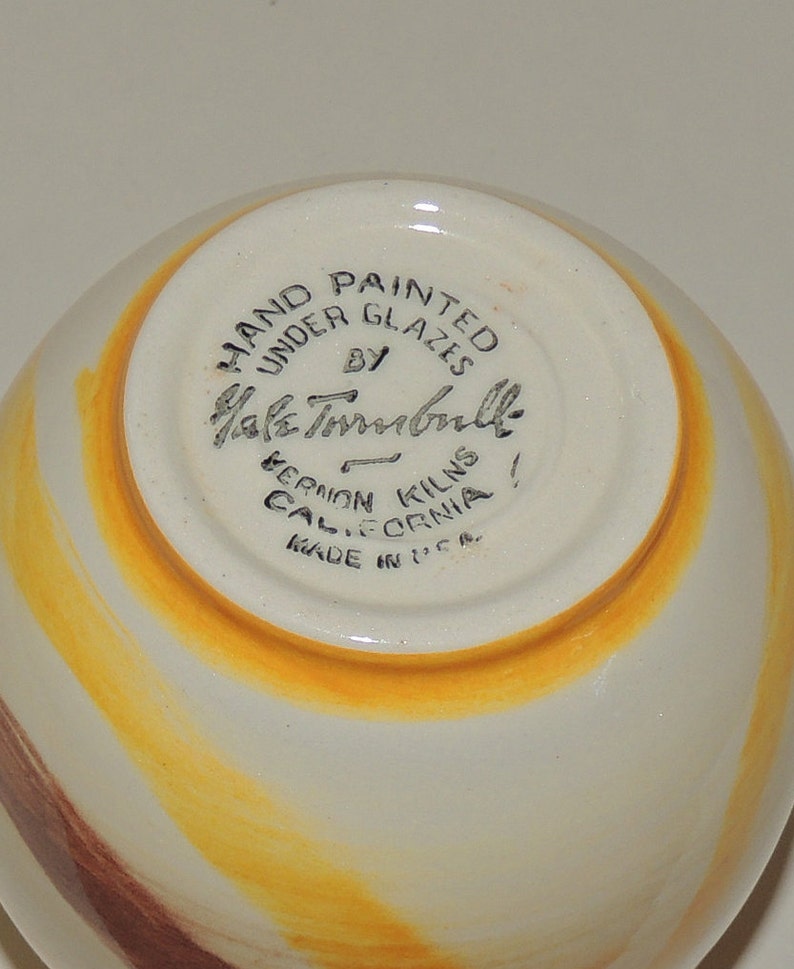 HAND PAINTED
UNDER GLAZES
BY
Gale Turnbull
VERNON KILNS
CALIFORNIA
MADE IN U.S.A.